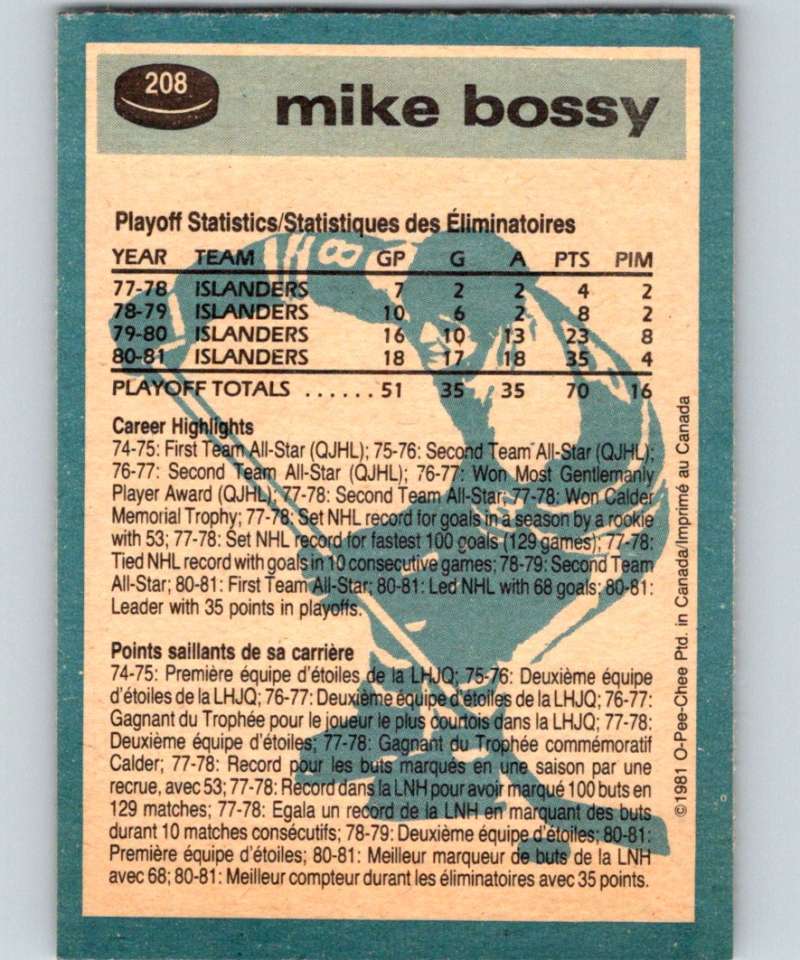 208
mike bossy
Playoff Statistics/Statistiques des Éliminatoires
YEAR TEAM GP G A PTS PIM
77-78 ISLANDERS 7 2 2 4 2
78-79 ISLANDERS 10 6 2 8 2
79-80 ISLANDERS 16 10 13 23 8
80-81 ISLANDERS 18 17 18 35 4
PLAYOFF TOTALS ......51 35 35 70 16
Career Highlights
74-75: First Team All-Star (QJHL); 75-76: Second Team All-Star (QJHL);
76-77: Second Team All-Star (QJHL); 76-77: Won Most Gentlemanly
Player Award (QJHL); 77-78: Second Team All-Star; 77-78: Won Calder
Memorial Trophy; 77-78: Set NHL record for goals in a season by a rookie
with 53; 77-78: Set NHL record for fastest 100 goals (129 games); 77-78:
Tied NHL record with goals in 10 consecutive games; 78-79: Second Team
All-Star; 80-81: First Team All-Star; 80-81: Led NHL with 68 goals; 80-81:
Leader with 35 points in playoffs.
Points saillants de sa carrière
74-75: Première équipe d'étoiles de la LHJQ; 75-76: Deuxième équipe
d'étoiles de la LHJQ; 76-77: Deuxième équipe d'étoiles de la LHJQ; 76-77:
Gagnant du Trophée pour le joueur le plus courtois dans la LHJQ; 77-78:
Deuxième équipe d'étoiles; 77-78: Gagnant du Trophée commémoratif
Calder; 77-78: Record pour les buts marqués en une saison par une
recrue, avec 53; 77-78: Record dans la LNH pour avoir marqué 100 buts en
129 matches; 77-78: Egala un record de la LNH en marquant des buts
durant 10 matches consécutifs; 78-79: Deuxième équipe d'étoiles; 80-81:
Première équipe d'étoiles; 80-81: Meilleur marqueur de buts de la LNH
avec 68; 80-81: Meilleur compteur durant les éliminatoires avec 35 points.
©1981 O-Pee-Chee Ptd. in Canada/Imprimé au Canada